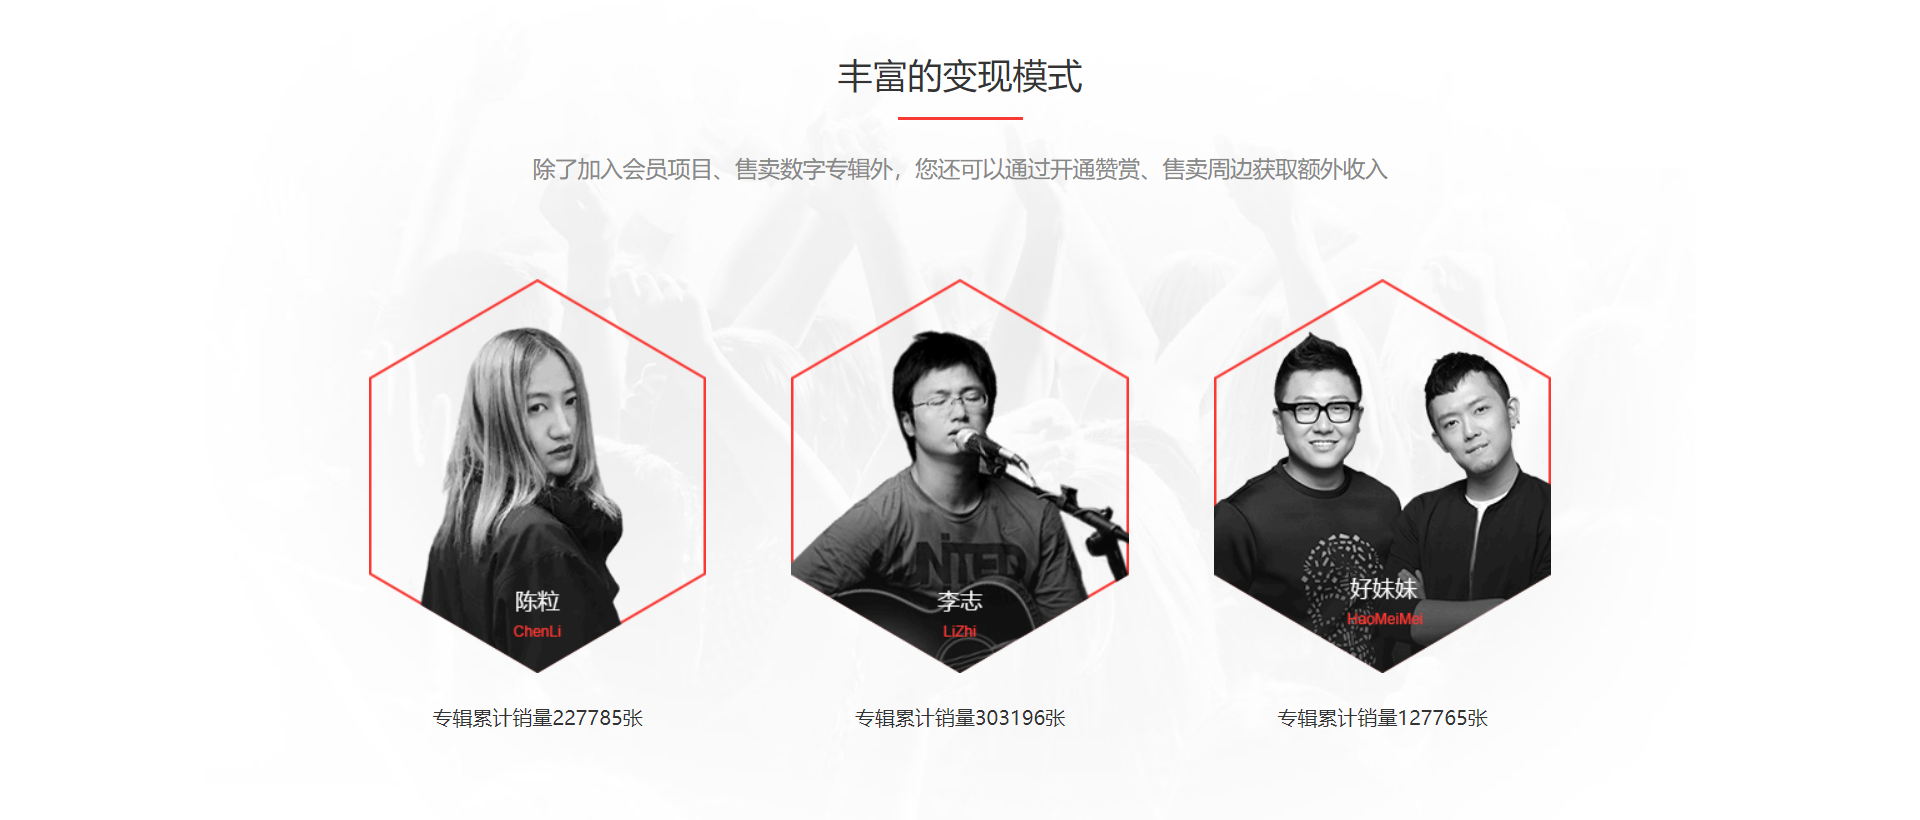 丰富的变现模式
除了加入会员项目、售卖数字专辑外，您还可以通过开通赞赏、售卖周边获取额外收入
NITED
陈粒
ChenLi
李志
LiZhi
好妹妹
HaoMeiMei
专辑累计销量227785张
专辑累计销量303196张
专辑累计销量127765张